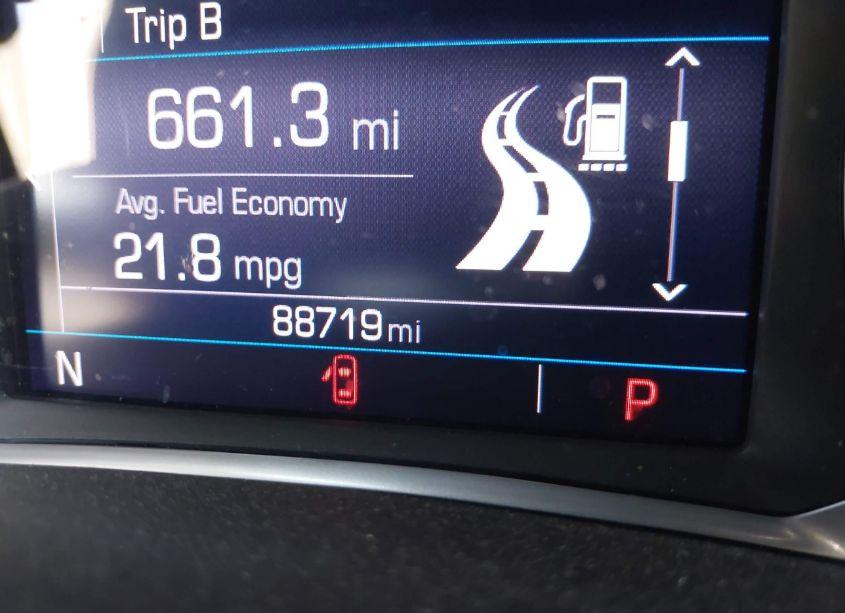 Trip B
661.3 mi
Avg. Fuel Economy
21.8 mpg
88719 mi
N P